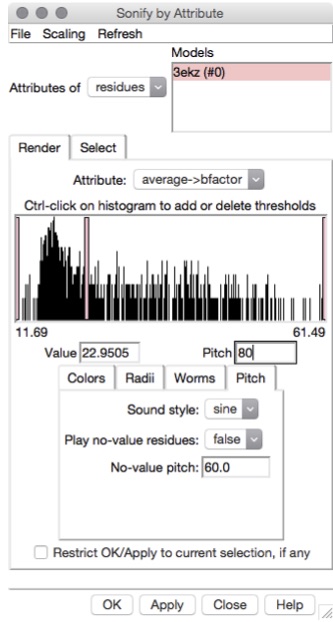 Sonify by Attribute
File Scaling Refresh
Models
3ekz (#0)
Attributes of residues
Render Select
Attribute: average->bfactor
Ctrl-click on histogram to add or delete thresholds
11.69 61.49
Value 22.9505 Pitch 80
Colors Radii Worms Pitch
Sound style: sine
Play no-value residues: false
No-value pitch: 60.0
Restrict OK/Apply to current selection, if any
OK Apply Close Help